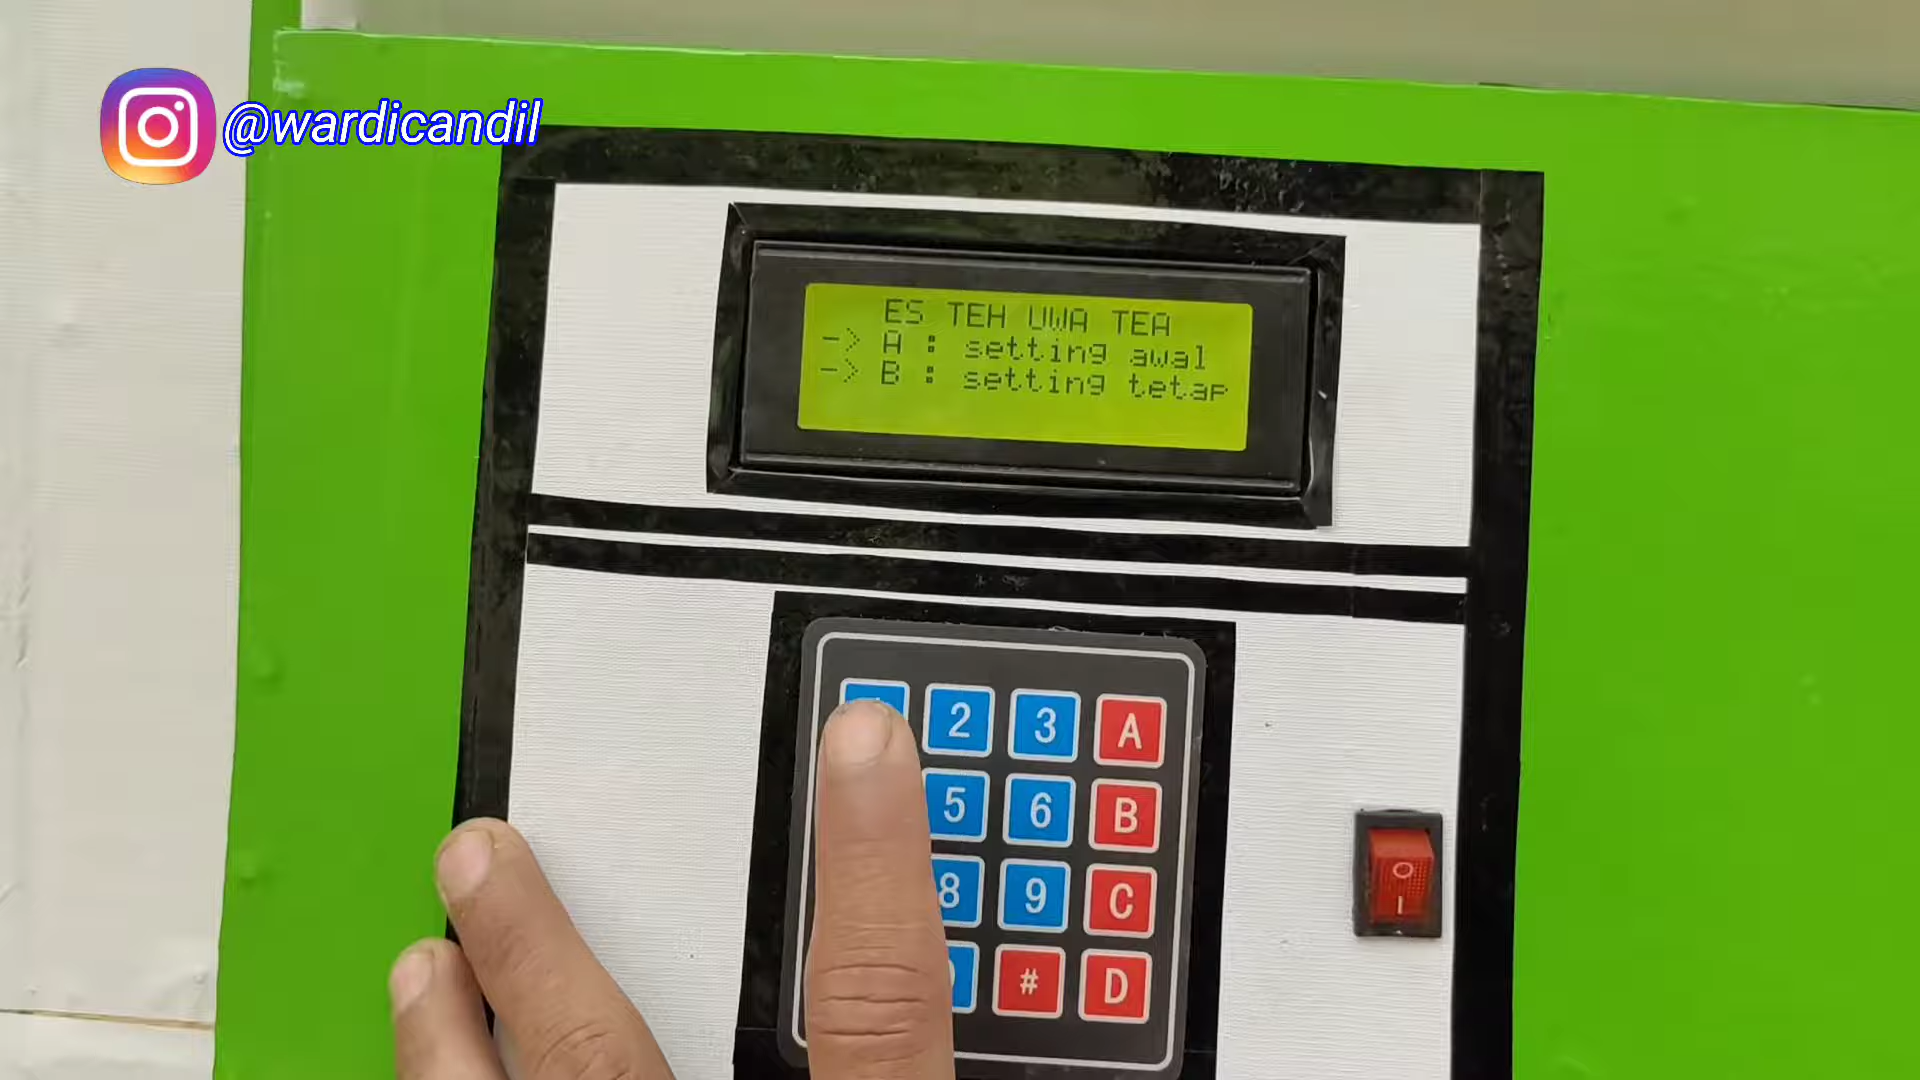 @wardicandil
ES TEH UWA TEA
-> A : setting awal
-> B : setting tetap
2 3 A
5 6 B
8 9 C
# D
O
I